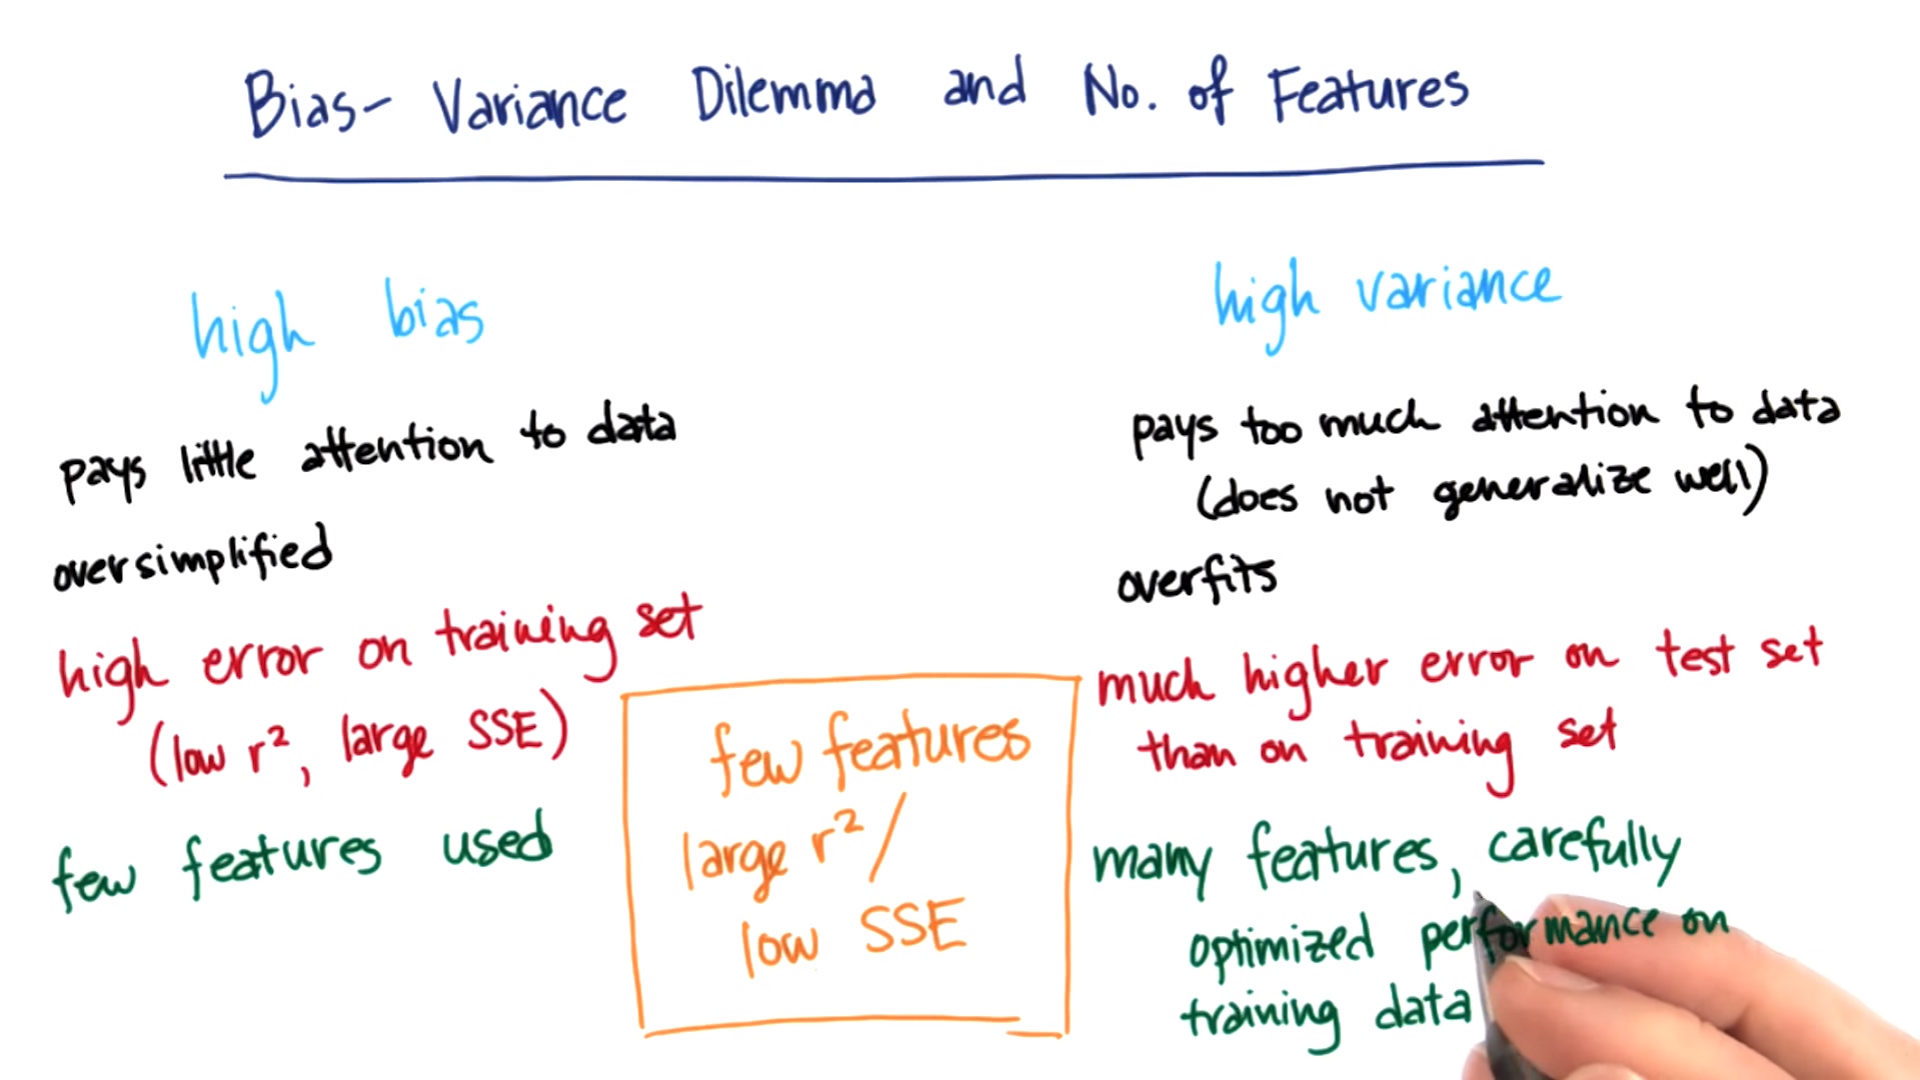 Bias- Variance Dilemma and No. of Features
high bias
pays little attention to data
oversimplified
high error on training set
(low r², large SSE)
few features used
few features
large r² /
low SSE
high variance
pays too much attention to data
(does not generalize well)
overfits
much higher error on test set
than on training set
many features, carefully
optimized performance on
training data